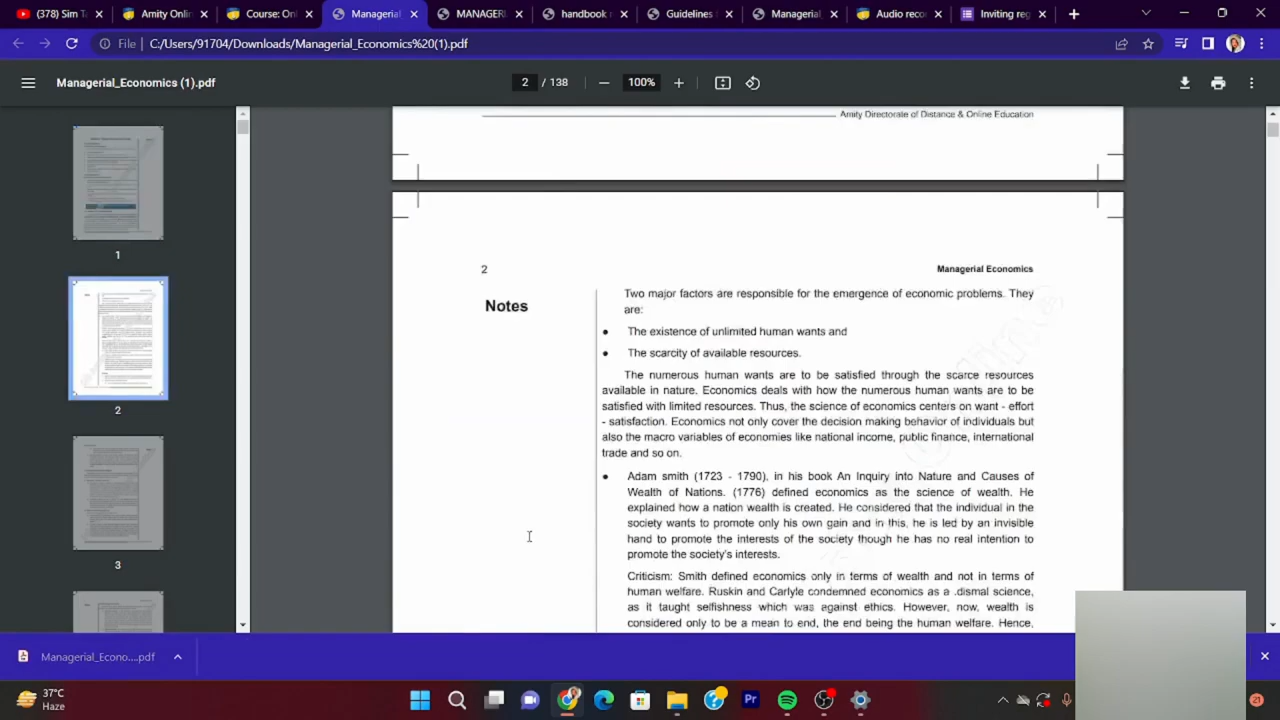 (378) Sim T
Amity Onli
Course: Onl
Managerial
MANAGERI
handbook
Guidelines
Managerial
Audio reco
Inviting reg
File | C:/Users/91704/Downloads/Managerial_Economics%20(1).pdf
Managerial_Economics (1).pdf
2 / 138
100%
Amity Directorate of Distance & Online Education
1
2
3
2
Managerial Economics
Notes
Two major factors are responsible for the emergence of economic problems. They
are:
● The existence of unlimited human wants and
● The scarcity of available resources.
The numerous human wants are to be satisfied through the scarce resources
available in nature. Economics deals with how the numerous human wants are to be
satisfied with limited resources. Thus, the science of economics centers on want - effort
- satisfaction. Economics not only cover the decision making behavior of individuals but
also the macro variables of economies like national income, public finance, international
trade and so on.
● Adam smith (1723 - 1790), in his book An Inquiry into Nature and Causes of
Wealth of Nations. (1776) defined economics as the science of wealth. He
explained how a nation wealth is created. He considered that the individual in the
society wants to promote only his own gain and in this, he is led by an invisible
hand to promote the interests of the society though he has no real intention to
promote the society's interests.
Criticism: Smith defined economics only in terms of wealth and not in terms of
human welfare. Ruskin and Carlyle condemned economics as a .dismal science,
as it taught selfishness which was against ethics. However, now, wealth is
considered only to be a mean to end, the end being the human welfare. Hence,
Managerial_Econo....pdf
37°C
Haze
Pr
21